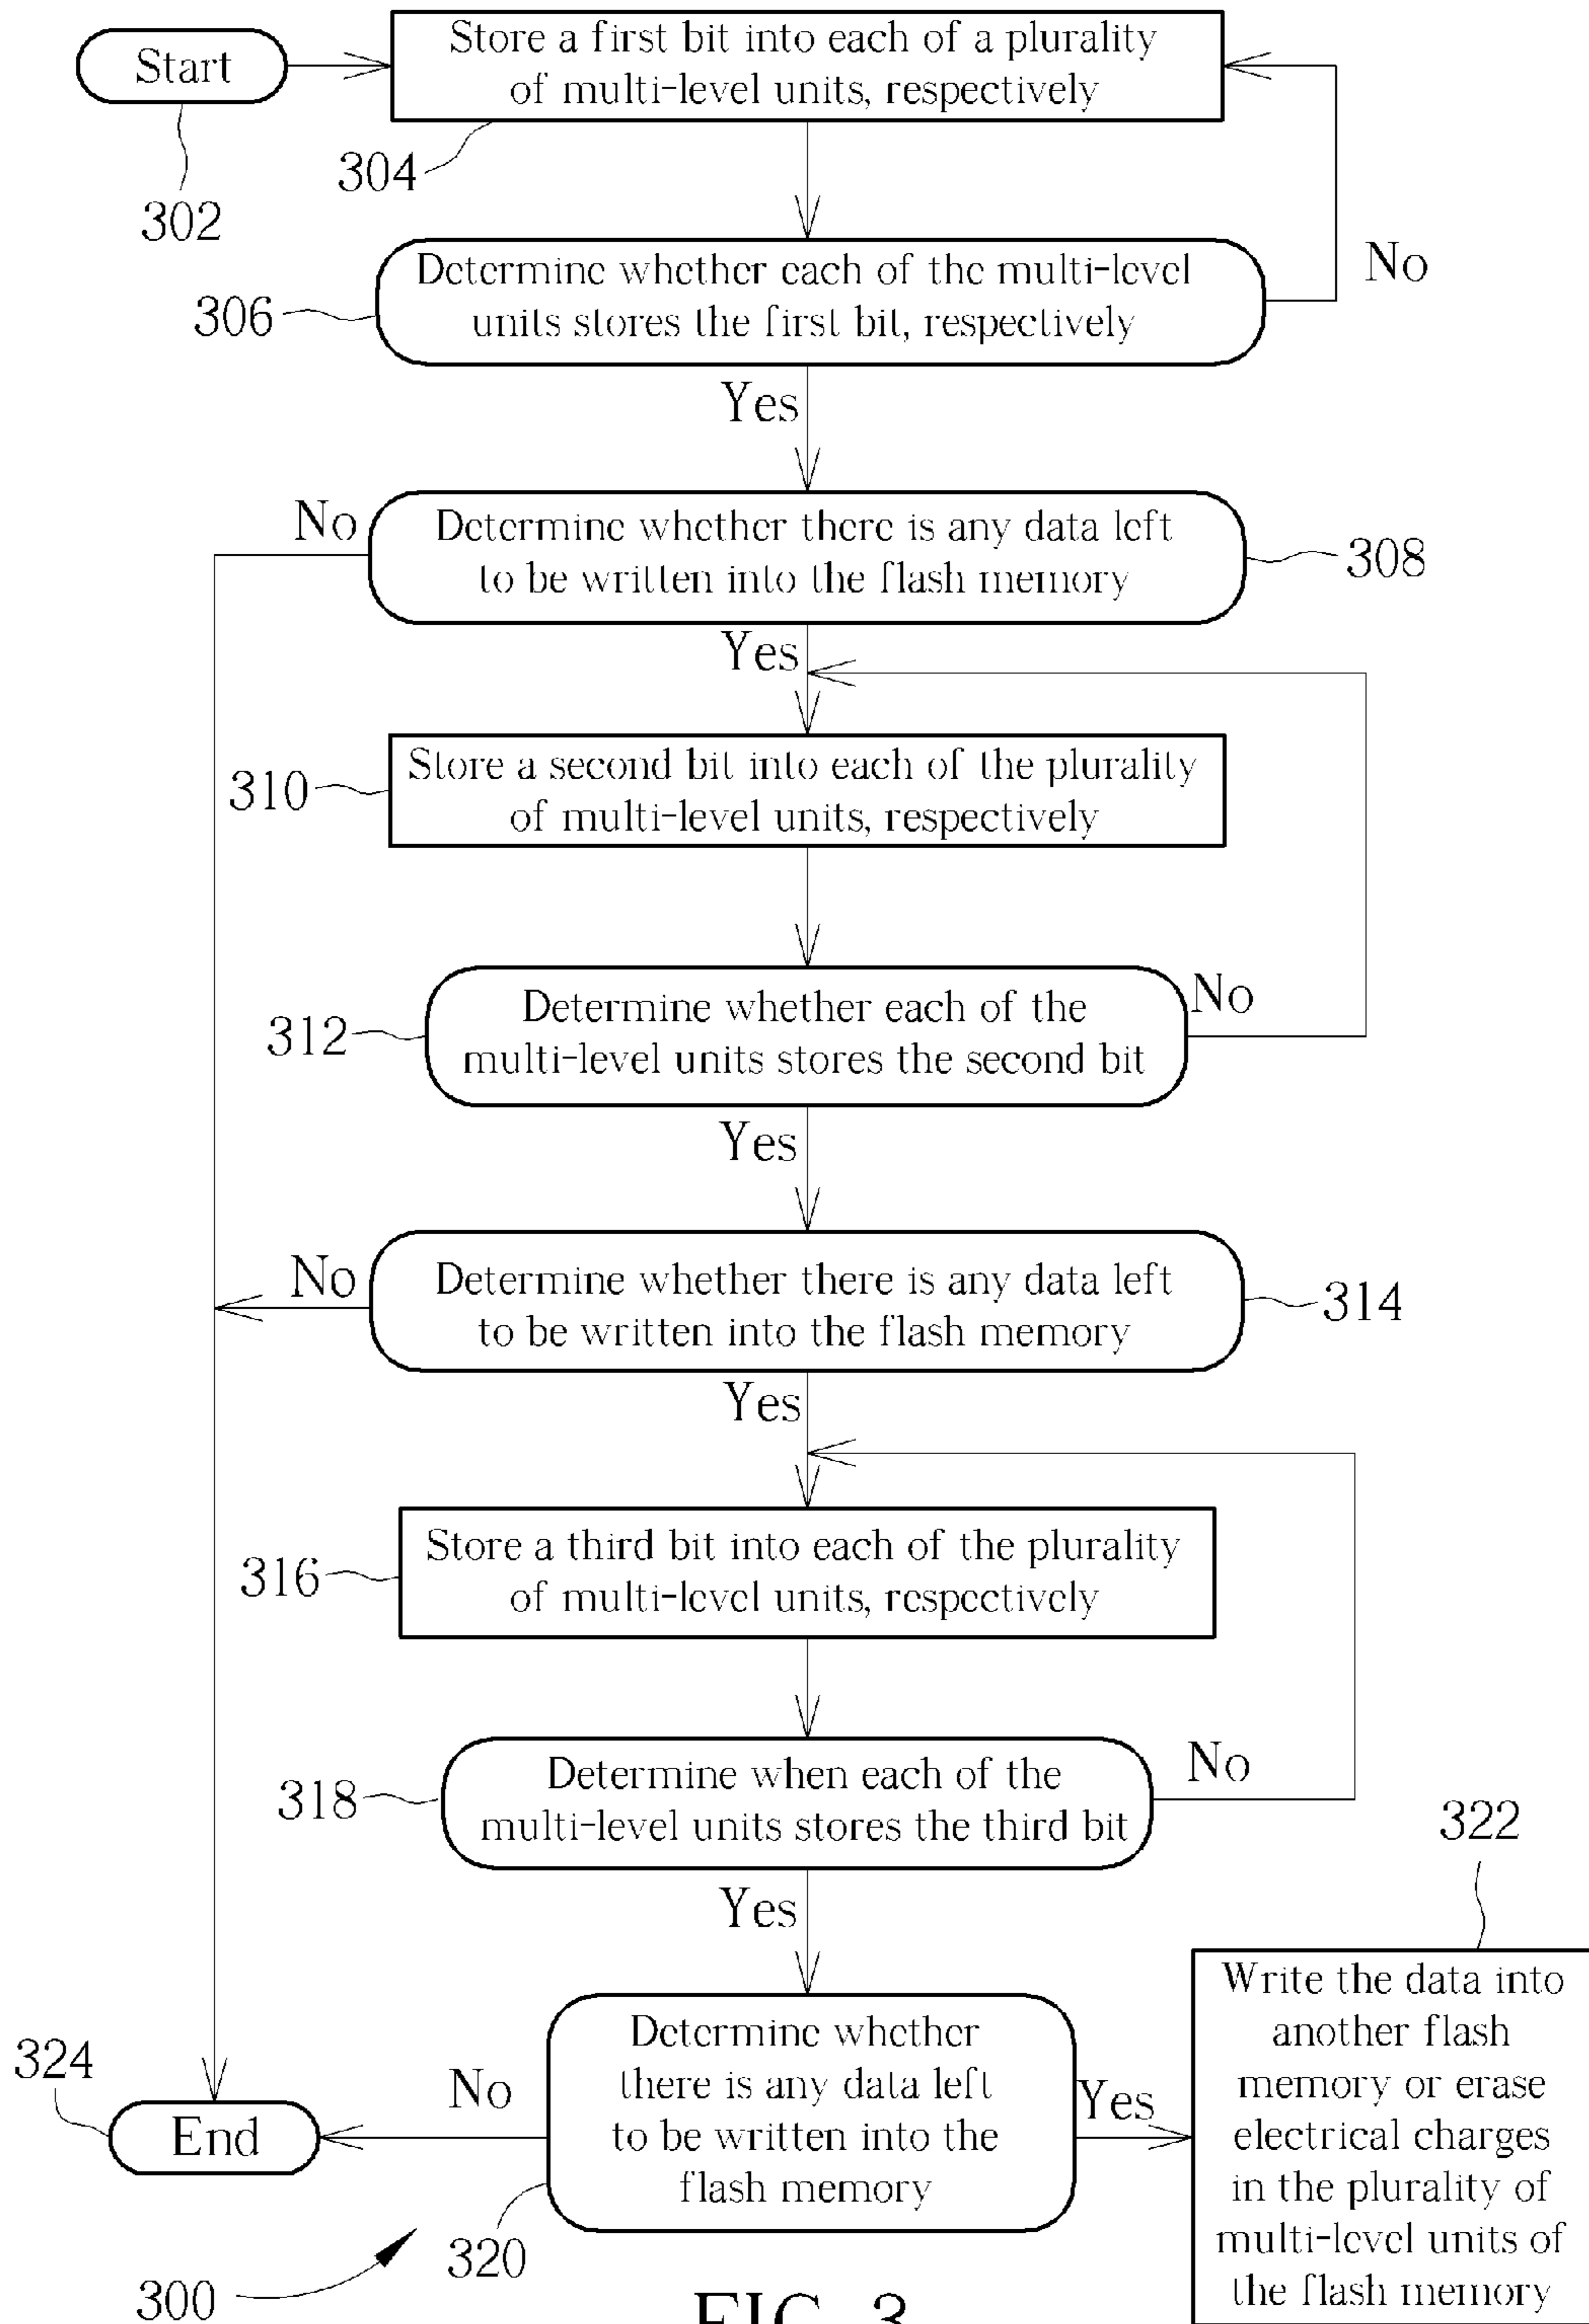 Start
Store a first bit into each of a plurality
of multi-level units, respectively
304
302
Determine whether each of the multi-level
units stores the first bit, respectively
No
306
Yes
No
Determine whether there is any data left
to be written into the flash memory
308
Yes
310
Store a second bit into each of the plurality
of multi-level units, respectively
312
Determine whether each of the
multi-level units stores the second bit
No
Yes
No
Determine whether there is any data left
to be written into the flash memory
314
Yes
316
Store a third bit into each of the plurality
of multi-level units, respectively
318
Determine when each of the
multi-level units stores the third bit
No
322
Yes
324
End
No
Determine whether
there is any data left
to be written into the
flash memory
Yes
320
Write the data into
another flash
memory or erase
electrical charges
in the plurality of
multi-level units of
the flash memory
300
FIG. 3